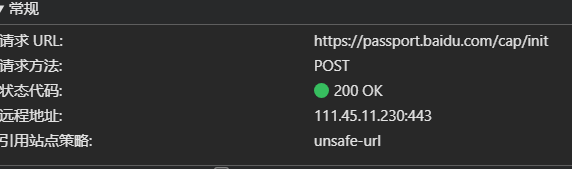 ▼ 常规
请求 URL: https://passport.baidu.com/cap/init
请求方法: POST
状态代码: 200 OK
远程地址: 111.45.11.230:443
引用站点策略: unsafe-url